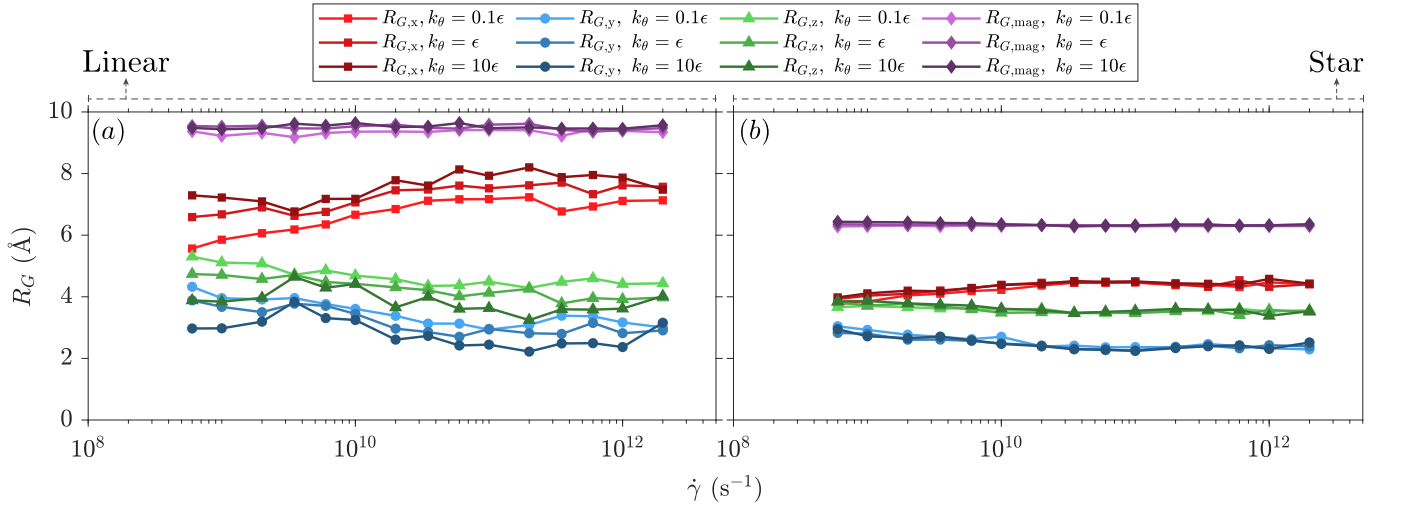 R_{G,x}, k_θ = 0.1ϵ R_{G,y}, k_θ = 0.1ϵ R_{G,z}, k_θ = 0.1ϵ R_{G,mag}, k_θ = 0.1ϵ
R_{G,x}, k_θ = ϵ R_{G,y}, k_θ = ϵ R_{G,z}, k_θ = ϵ R_{G,mag}, k_θ = ϵ
R_{G,x}, k_θ = 10ϵ R_{G,y}, k_θ = 10ϵ R_{G,z}, k_θ = 10ϵ R_{G,mag}, k_θ = 10ϵ
Linear Star
(a) (b)
10
8
6
4
2
0
R_G (Å)
10^8 10^{10} 10^{12} 10^8 10^{10} 10^{12}
γ̇ (s^{−1})